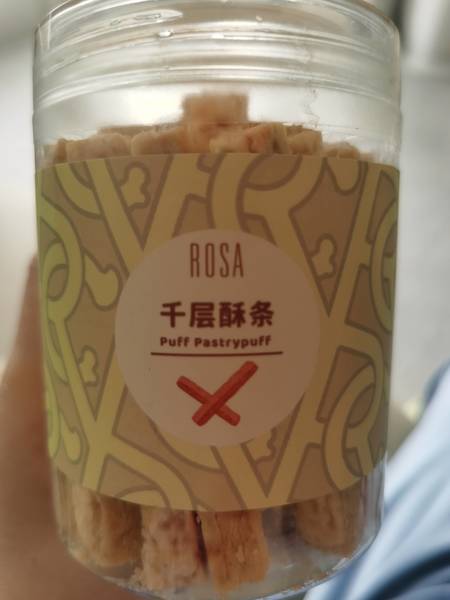 ROSA
千层酥条
Puff Pastrypuff